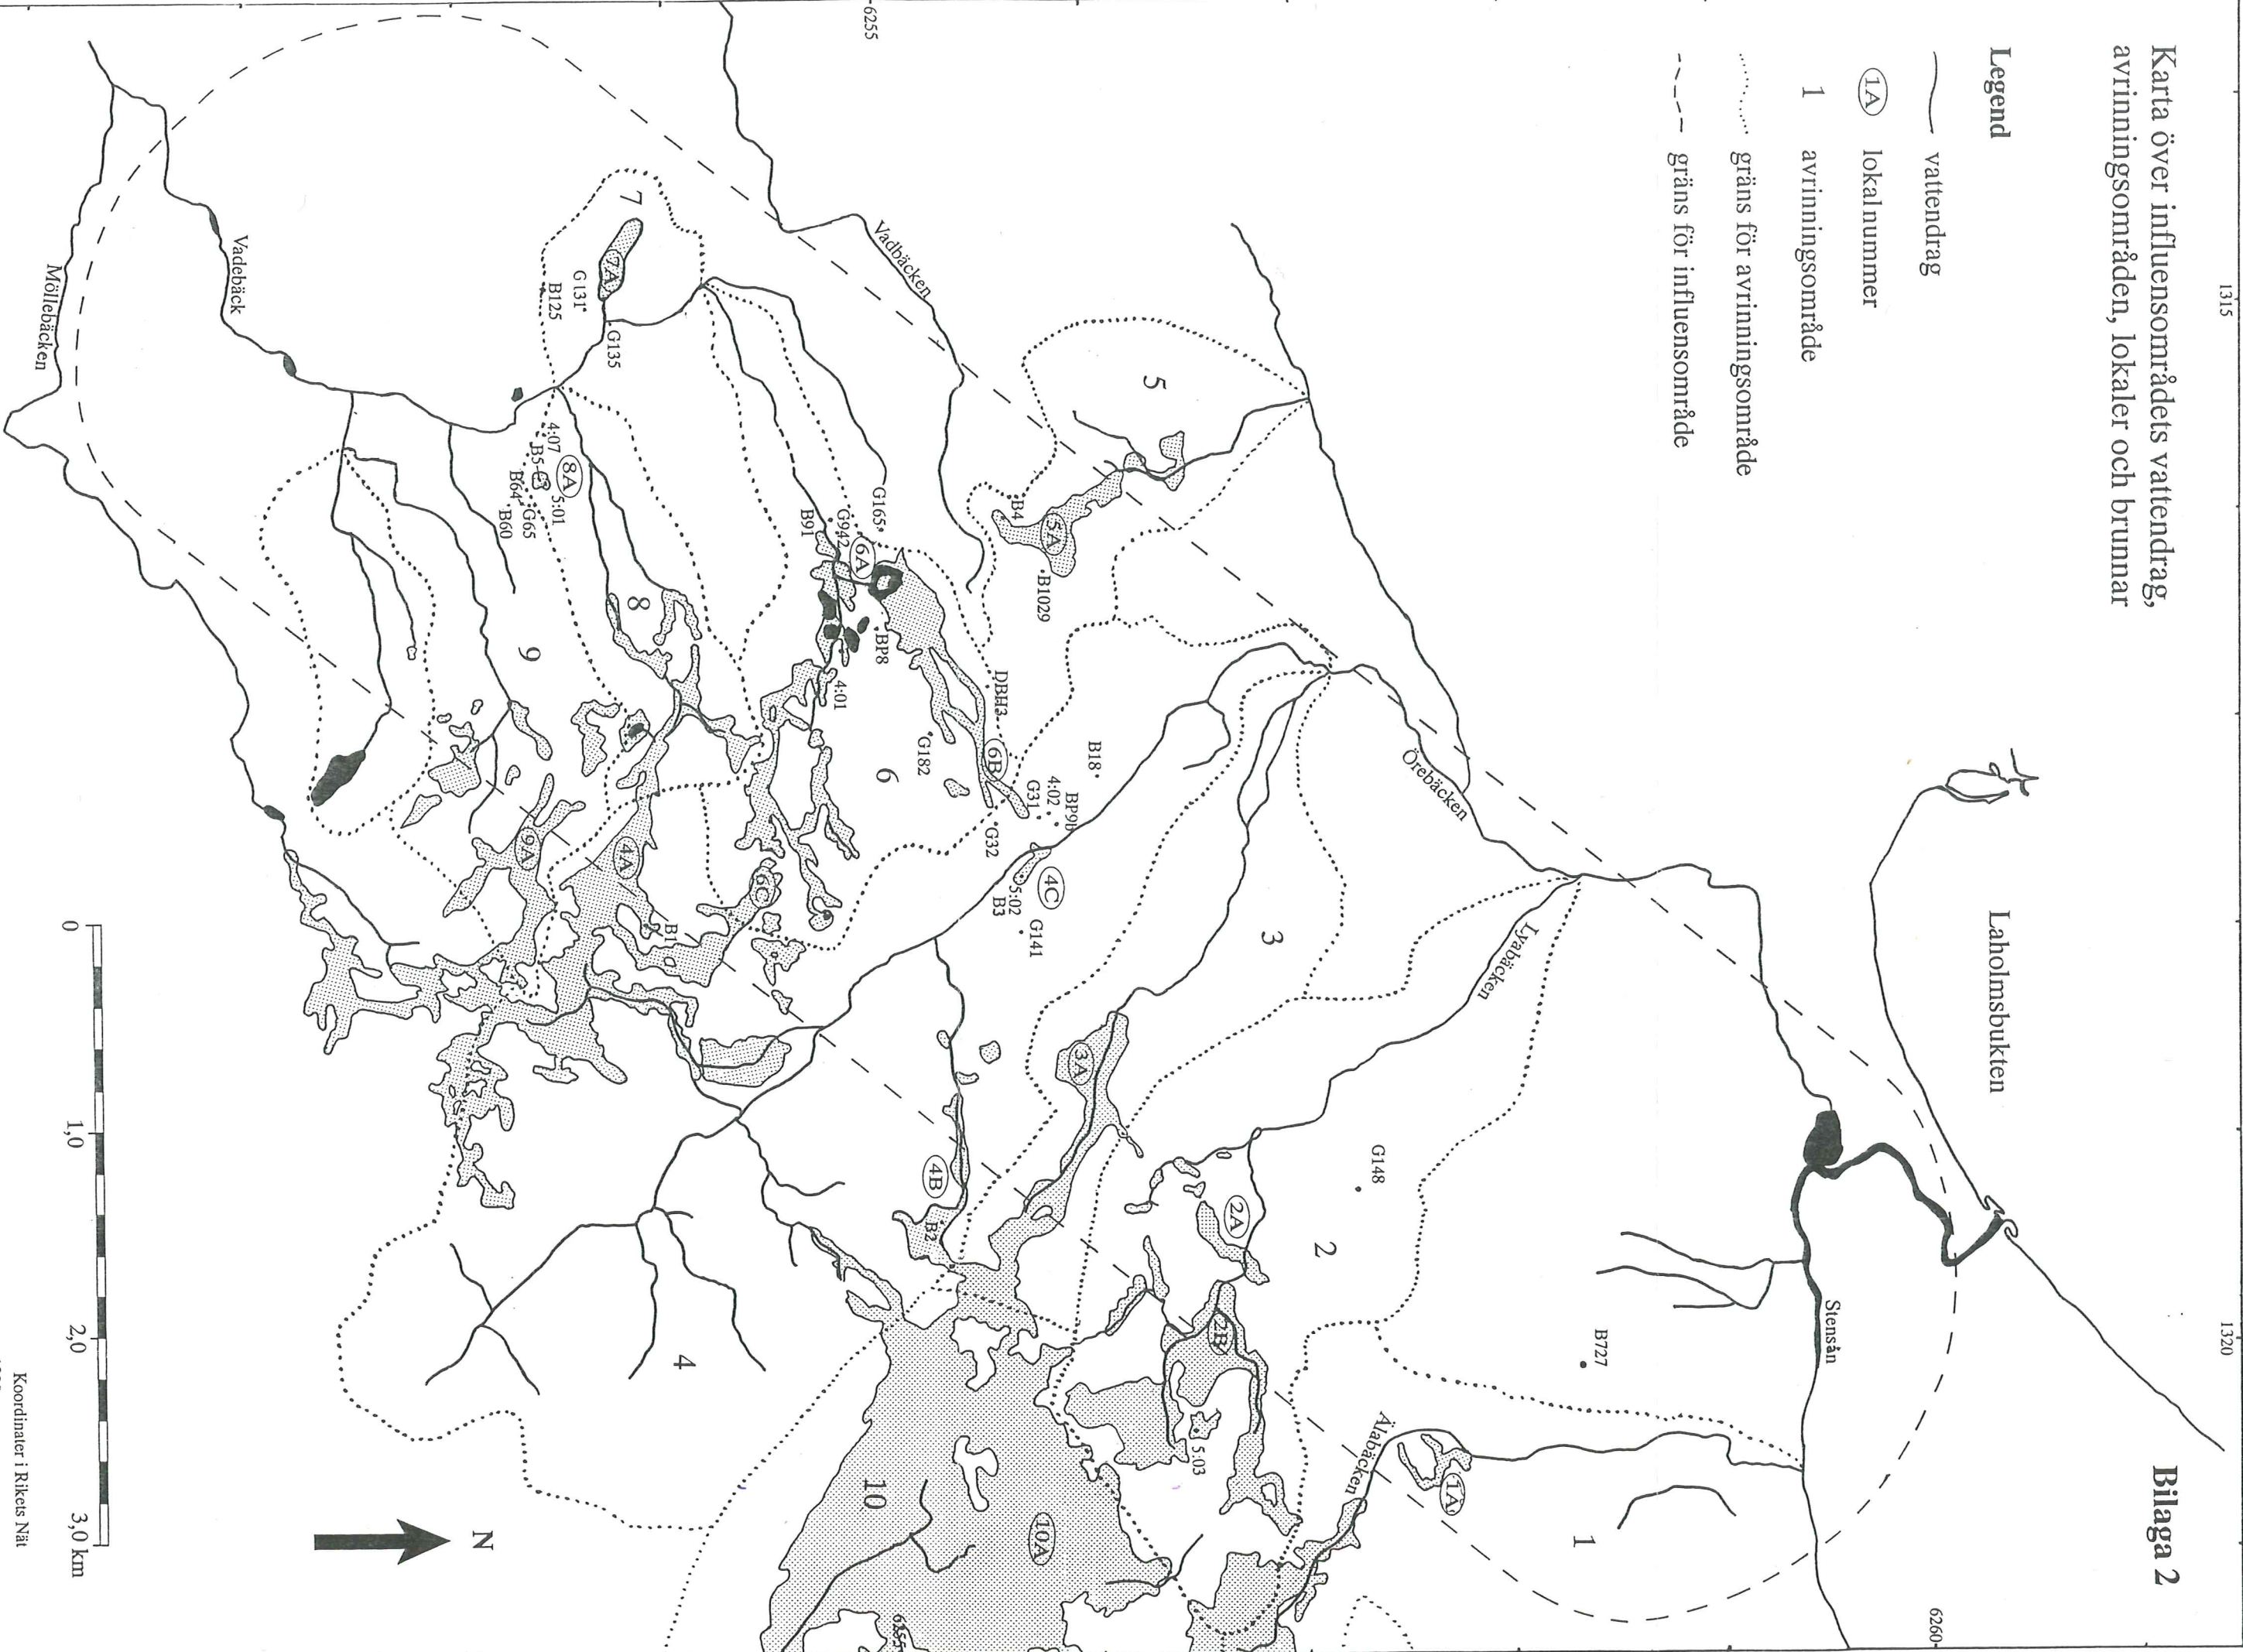 Bilaga 2
Karta över influensområdets vattendrag,
avrinningsområden, lokaler och brunnar
Legend
vattendrag
1A lokalnummer
1 avrinningsområde
gräns för avrinningsområde
gräns för influensområde
1315
1320
6260
6255
Laholmsbukten
Stensån
Örebäcken
Lyabäcken
Älabäcken
Vadbäcken
Vadebäck
Möllebäcken
1
1A
B727
2
G148
2A
2B
5:03
3
3A
5
5A
B4
B1029
B18
BP9b
4:02
G31
G32
4C
5:02
B3
G141
4B
B2
4
10
10A
DBH3
6B
G182
6
BP8
6A
G165
G942
B91
4:01
6C
B1
4A
7
7A
G131
B125
G135
4:07
B5
8A
5:01
B64
G65
B60
8
9
9A
N
0
1,0
2,0
3,0 km
Koordinater i Rikets Nät